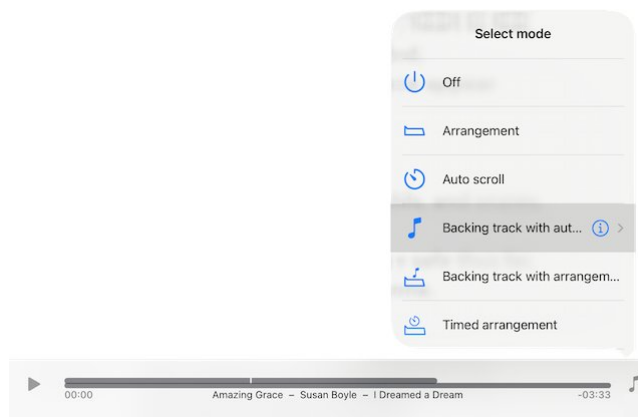 Select mode
Off
Arrangement
Auto scroll
Backing track with aut...
Backing track with arrangem...
Timed arrangement
00:00
Amazing Grace – Susan Boyle – I Dreamed a Dream
-03:33